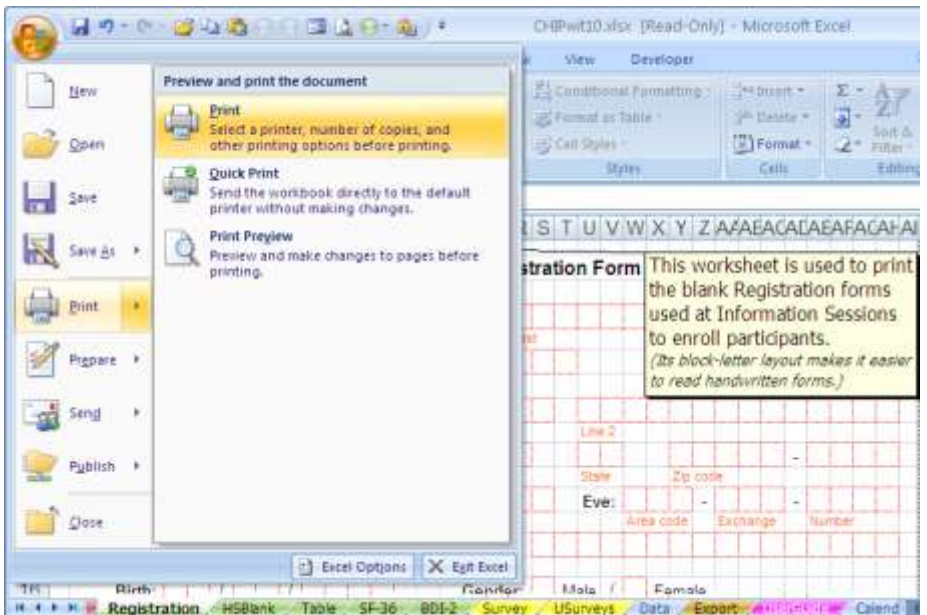 CHIPwit10.xlsx [Read-Only] - Microsoft Excel
View Developer
New
Open
Save
Save As
Print
Prepare
Send
Publish
Close
Preview and print the document
Print
Select a printer, number of copies, and
other printing options before printing.
Quick Print
Send the workbook directly to the default
printer without making changes.
Print Preview
Preview and make changes to pages before
printing.
Excel Options
Exit Excel
Conditional Formatting
Format as Table
Cell Styles
Styles
Insert
Delete
Format
Cells
Sort &
Filter
Editing
S T U V W X Y Z
stration Form
This worksheet is used to print
the blank Registration forms
used at Information Sessions
to enroll participants.
(Its block-letter layout makes it easier
to read handwritten forms.)
Line 2
-
State Zip code
Eve: - -
Area code Exchange Number
Birth Gender Male Female
Registration HSBlank Table SF-36 BDI-2 Survey USurveys Data Export Calend